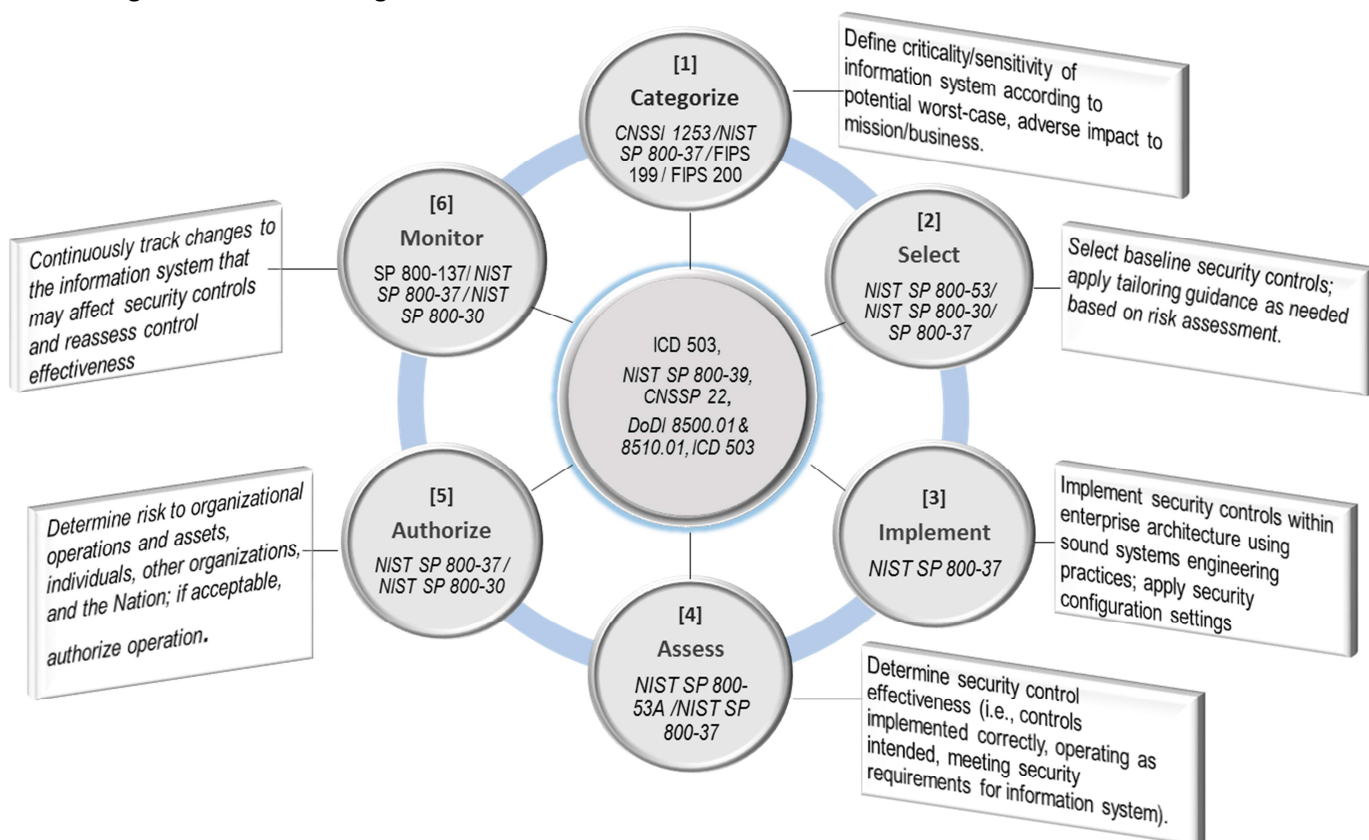 [1]
Categorize
CNSSI 1253 /NIST
SP 800-37 / FIPS
199 / FIPS 200
Define criticality/sensitivity of
information system according to
potential worst-case, adverse impact to
mission/business.
[2]
Select
NIST SP 800-53/
NIST SP 800-30/
SP 800-37
Select baseline security controls;
apply tailoring guidance as needed
based on risk assessment.
[3]
Implement
NIST SP 800-37
Implement security controls within
enterprise architecture using
sound systems engineering
practices; apply security
configuration settings
[4]
Assess
NIST SP 800-
53A /NIST SP
800-37
Determine security control
effectiveness (i.e., controls
implemented correctly, operating as
intended, meeting security
requirements for information system).
[5]
Authorize
NIST SP 800-37 /
NIST SP 800-30
Determine risk to organizational
operations and assets,
individuals, other organizations,
and the Nation; if acceptable,
authorize operation.
[6]
Monitor
SP 800-137/ NIST
SP 800-37 / NIST
SP 800-30
Continuously track changes to
the information system that
may affect security controls
and reassess control
effectiveness
ICD 503,
NIST SP 800-39,
CNSSP 22,
DoDI 8500.01 &
8510.01, ICD 503